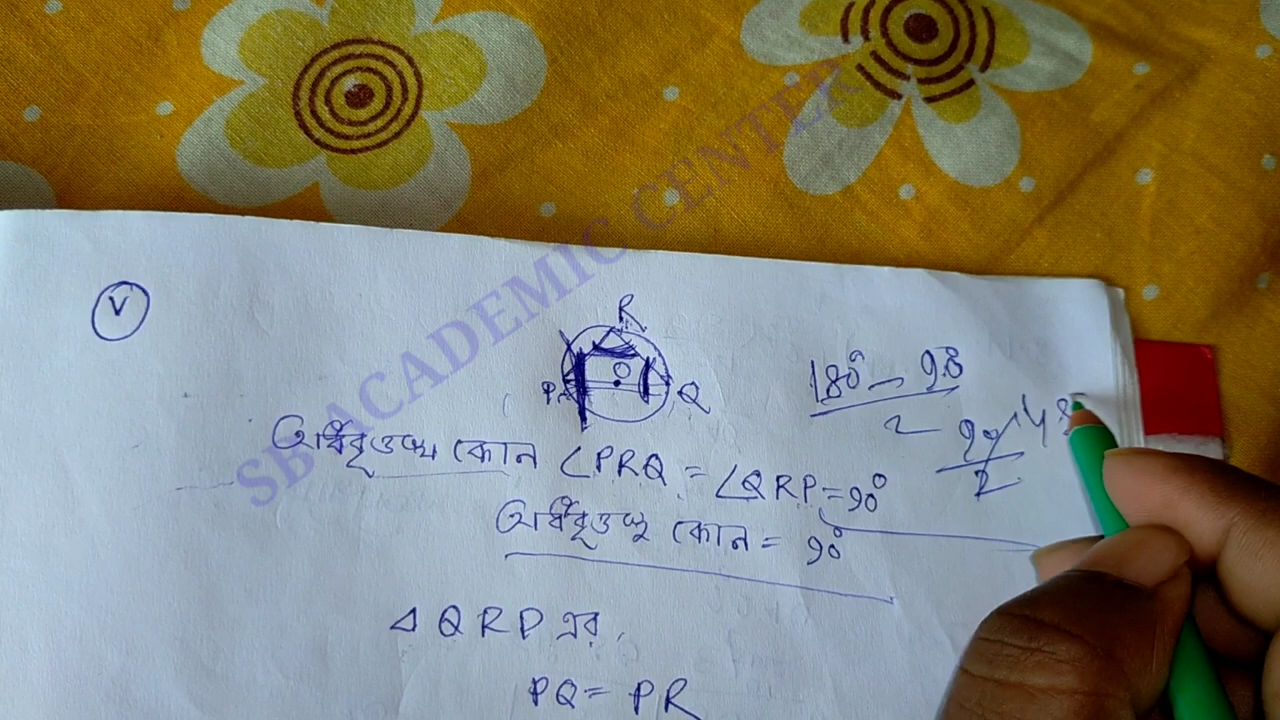 V
R
O
P
Q
180° — 90°
2
90
2
45
অর্ধবৃত্তস্থ কোন ∠PRQ = ∠QRP = 90°
অর্ধবৃত্তস্থ কোন = 90°
△QRP এর,
PQ = PR
SB ACADEMIC CENTER